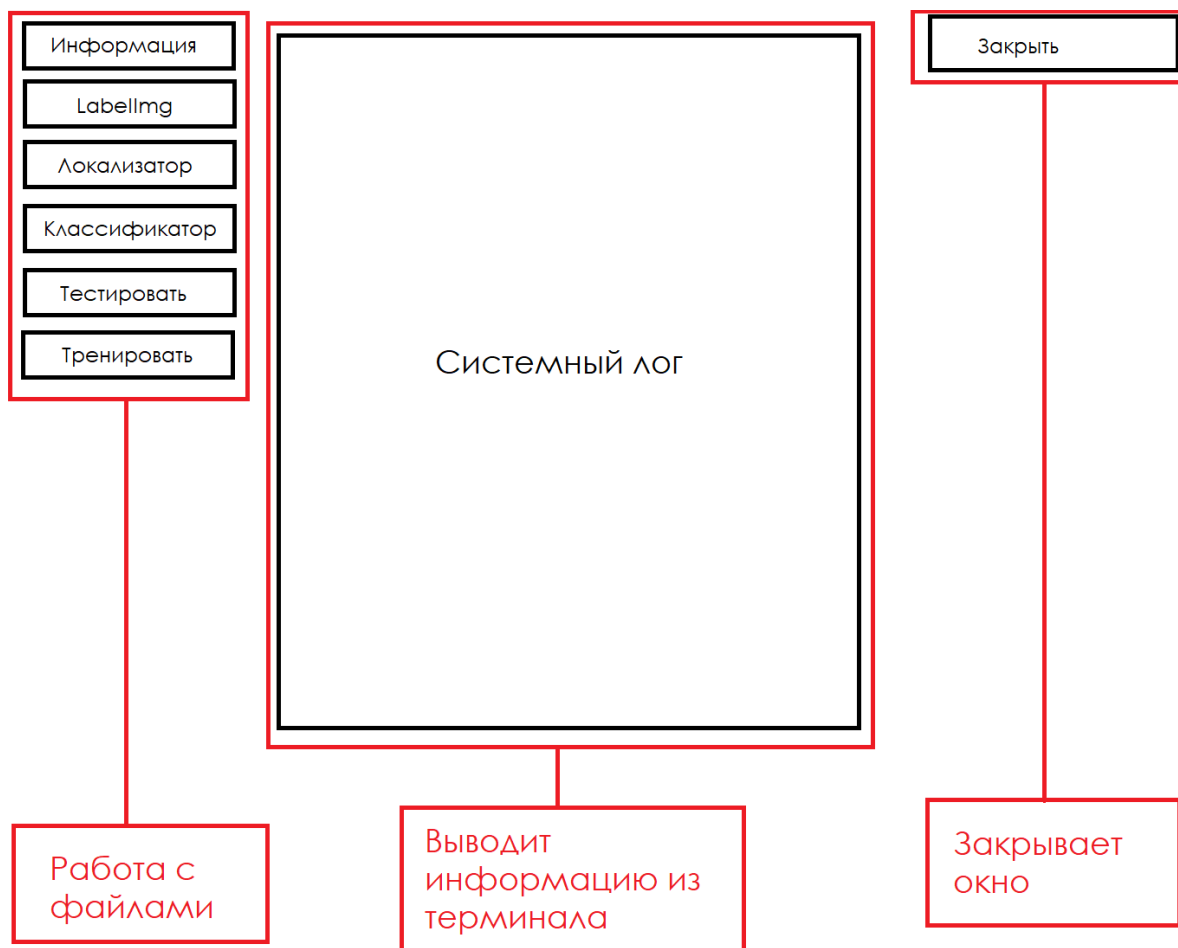 Информация
LabelImg
Локализатор
Классификатор
Тестировать
Тренировать
Системный лог
Закрыть
Работа с
файлами
Выводит
информацию из
терминала
Закрывает
окно